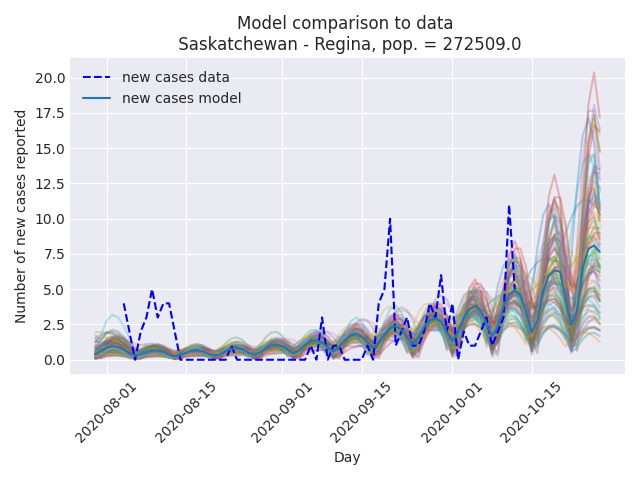 Model comparison to data
Saskatchewan - Regina, pop. = 272509.0
new cases data
new cases model
Number of new cases reported
20.0
17.5
15.0
12.5
10.0
7.5
5.0
2.5
0.0
2020-08-01
2020-08-15
2020-09-01
2020-09-15
2020-10-01
2020-10-15
Day